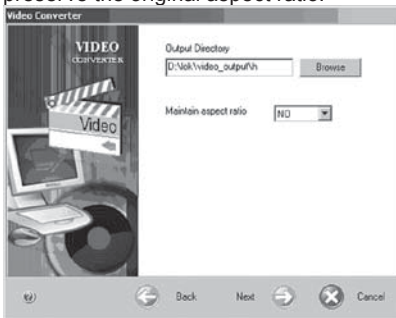 preserve the original aspect ratio.
Video Converter
VIDEO
CONVERTER
Video
Output Directory
D:\lok\video_output\h
Browse
Maintain aspect ratio
NO
Back
Next
Cancel